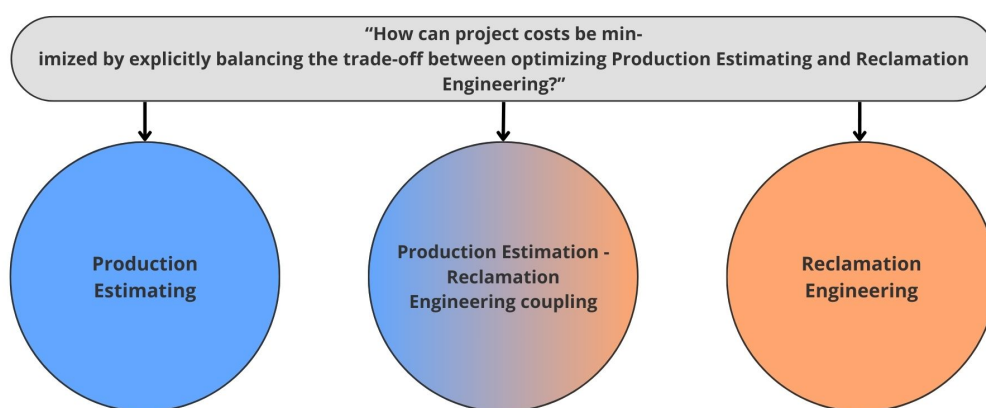 “How can project costs be min-
imized by explicitly balancing the trade-off between optimizing Production Estimating and Reclamation
Engineering?”
Production
Estimating
Production Estimation -
Reclamation
Engineering coupling
Reclamation
Engineering